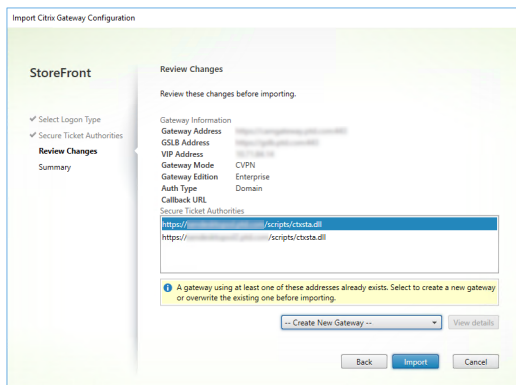 Import Citrix Gateway Configuration
StoreFront
Select Logon Type
Secure Ticket Authorities
Review Changes
Summary
Review Changes
Review these changes before importing.
Gateway Information
Gateway Address
GSLB Address
VIP Address
Gateway Mode CVPN
Gateway Edition Enterprise
Auth Type Domain
Callback URL
Secure Ticket Authorities
https:// /scripts/ctxsta.dll
https:// /scripts/ctxsta.dll
A gateway using at least one of these addresses already exists. Select to create a new gateway
or overwrite the existing one before importing.
-- Create New Gateway --
View details
Back Import Cancel